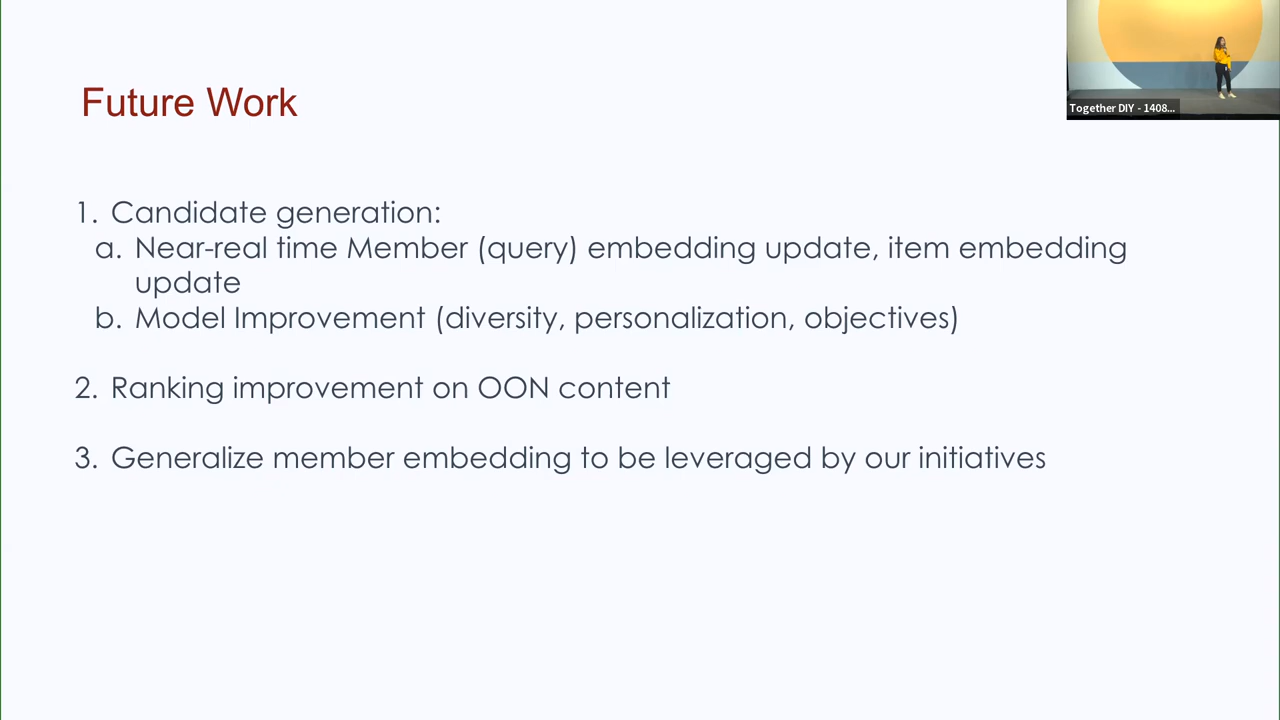 Together DIY - 1408...
Future Work
1. Candidate generation:
a. Near-real time Member (query) embedding update, item embedding
update
b. Model Improvement (diversity, personalization, objectives)
2. Ranking improvement on OON content
3. Generalize member embedding to be leveraged by our initiatives